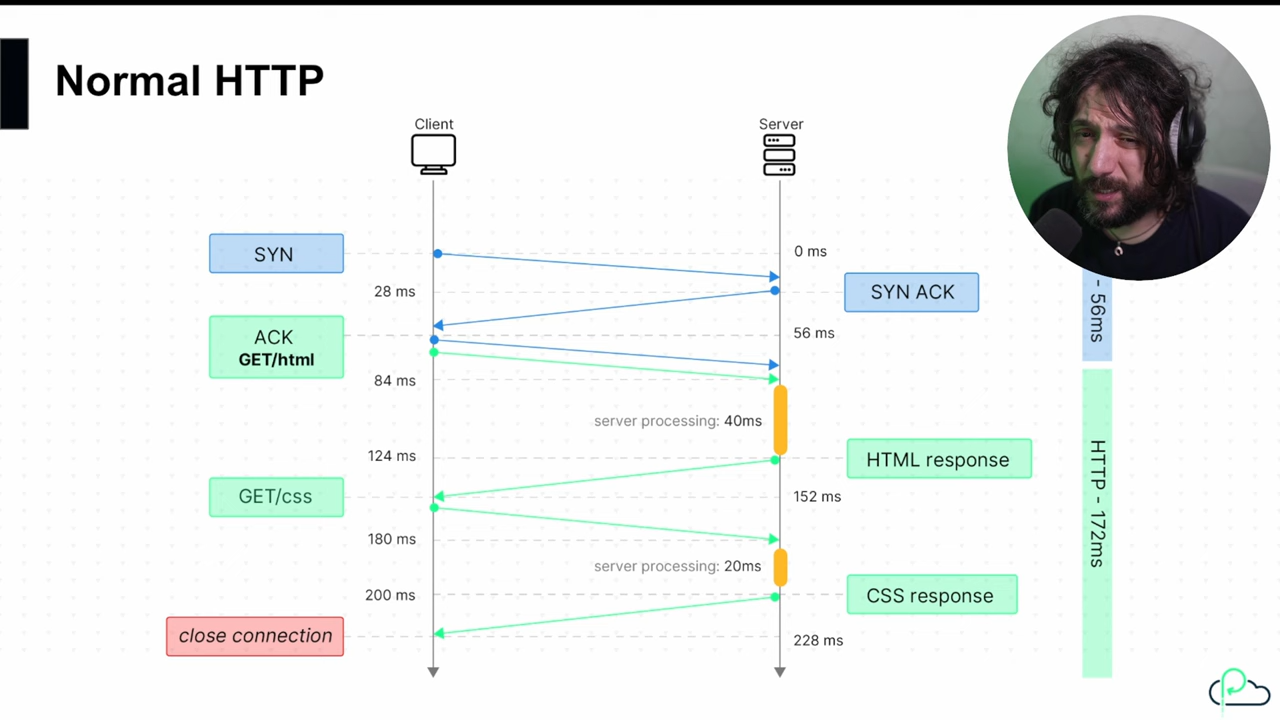 Normal HTTP
Client
Server
SYN
0 ms
28 ms
SYN ACK
- 56ms
ACK
GET/html
56 ms
84 ms
server processing: 40ms
124 ms
HTML response
HTTP - 172ms
GET/css
152 ms
180 ms
server processing: 20ms
200 ms
CSS response
close connection
228 ms